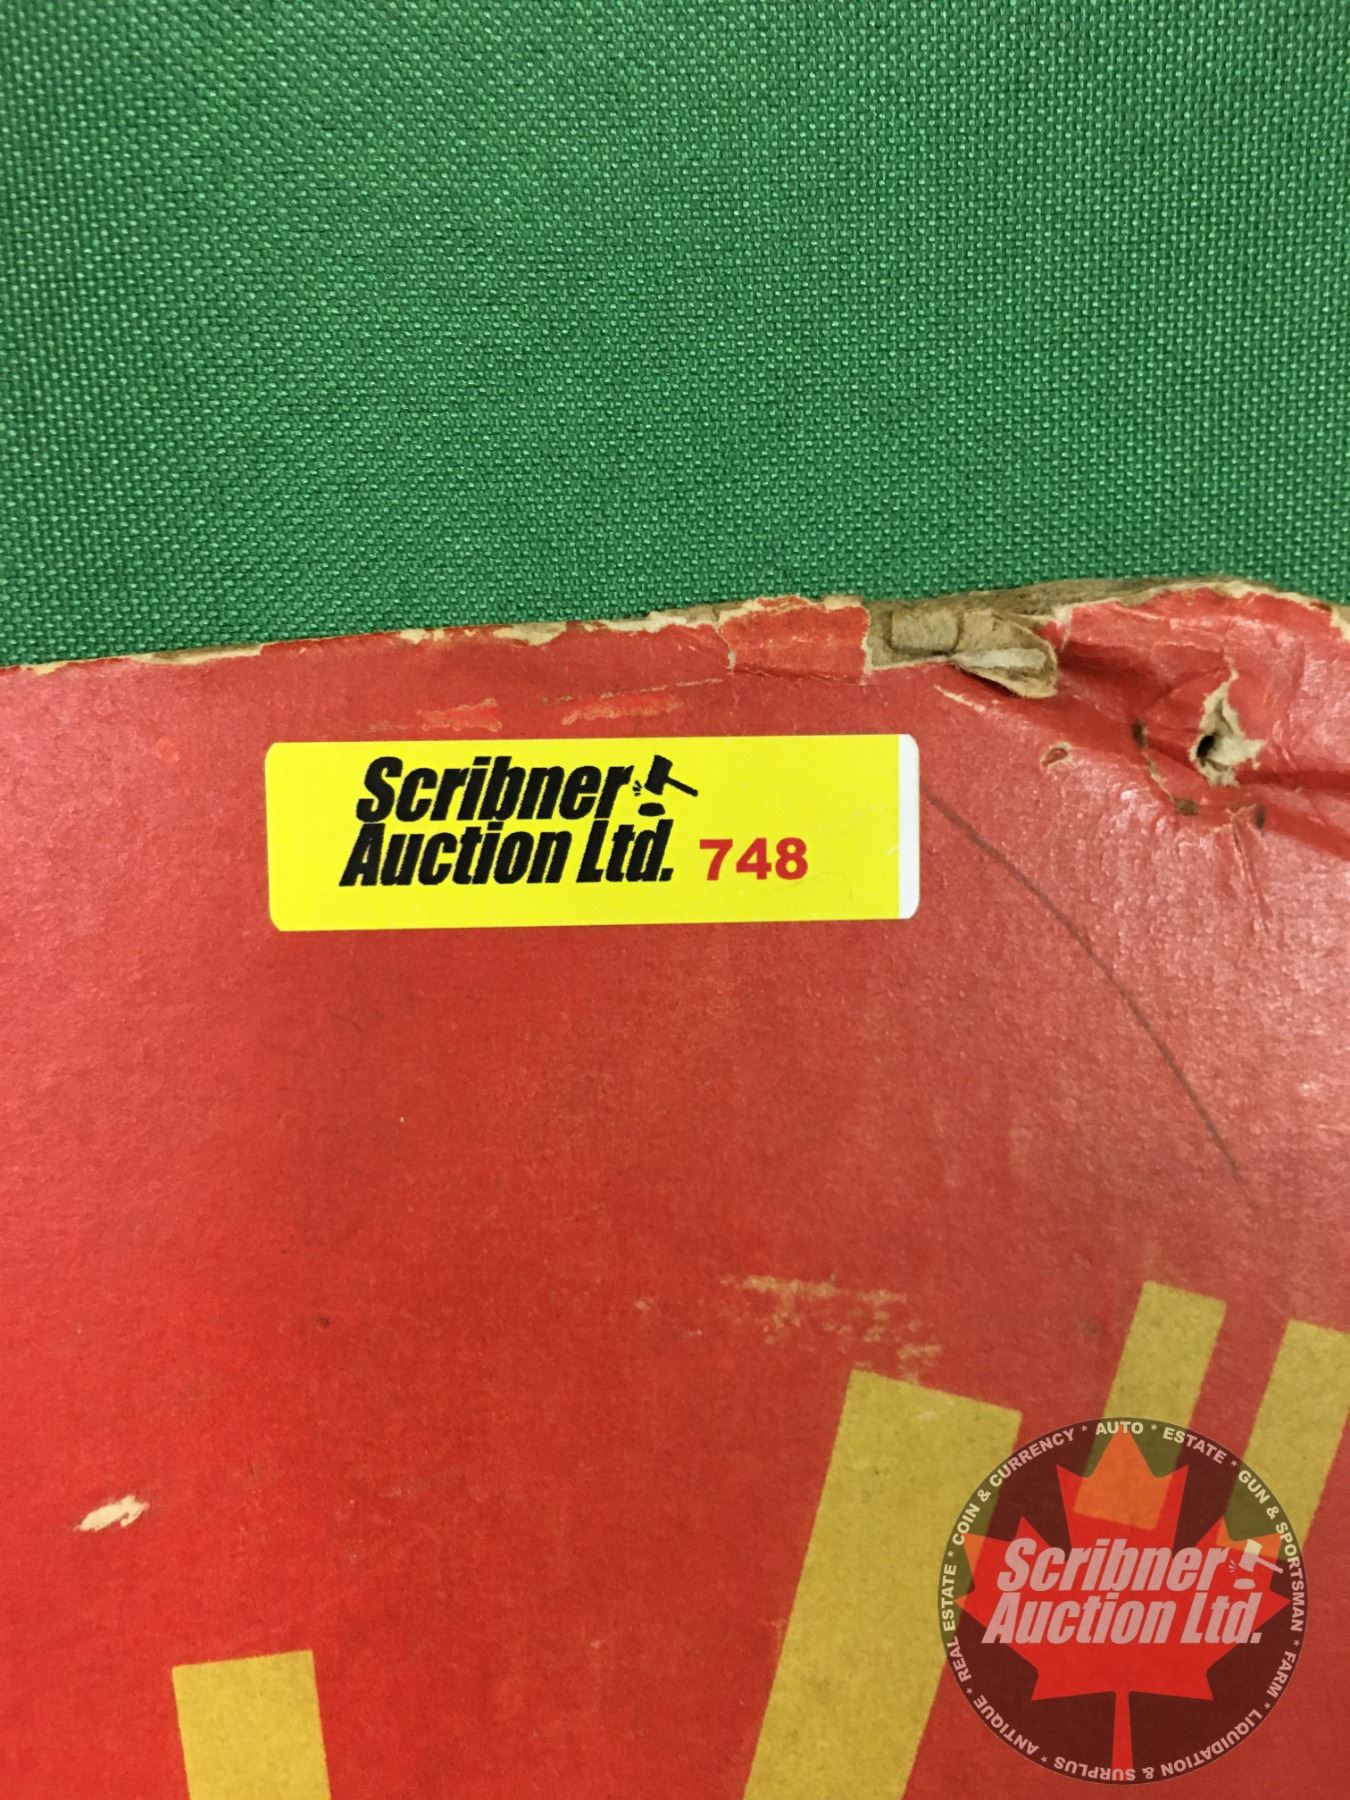 Scribner
Auction Ltd. 748
* AUTO * ESTATE * GUN & SPORTSMAN * FARM * LIQUIDATION & SURPLUS * ANTIQUE * REAL ESTATE * COIN & CURRENCY
Scribner
Auction Ltd.